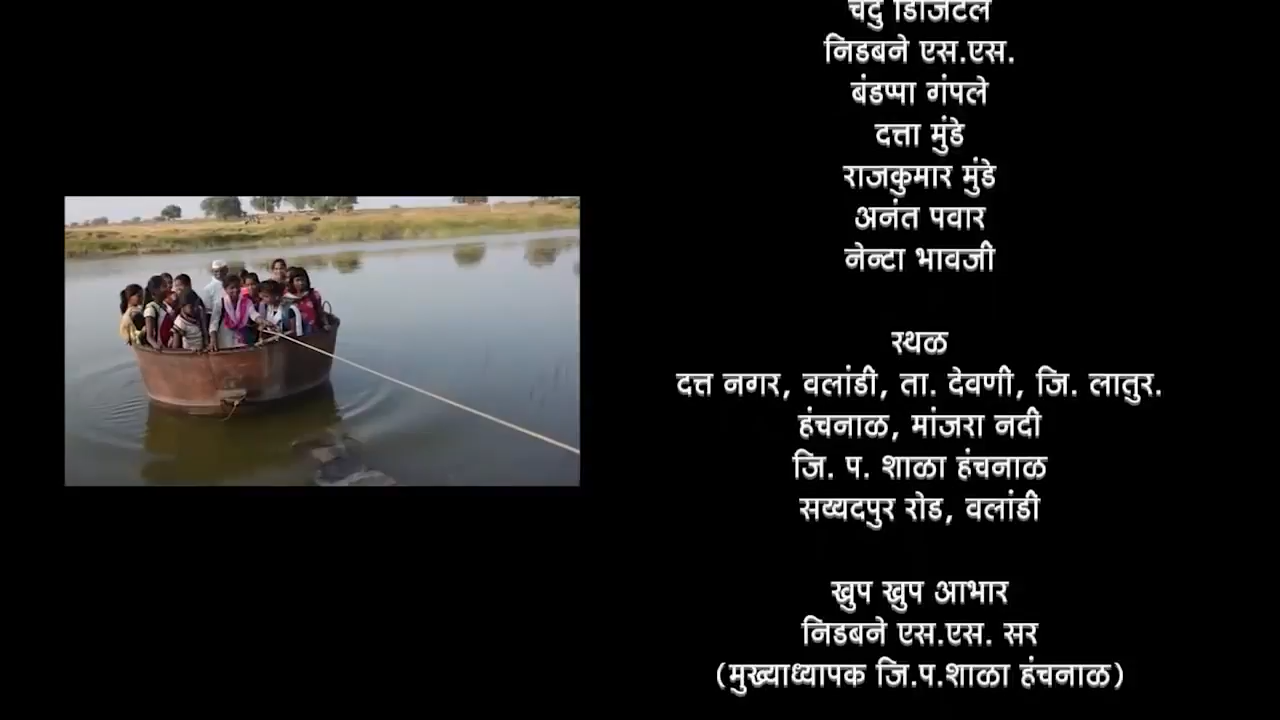 चंदु डिजिटल
निडबने एस.एस.
बंडप्पा गंपले
दत्ता मुंडे
राजकुमार मुंडे
अनंत पवार
नेन्टा भावजी
स्थळ
दत्त नगर, वलांडी, ता. देवणी, जि. लातुर.
हंचनाळ, मांजरा नदी
जि. प. शाळा हंचनाळ
सय्यदपुर रोड, वलांडी
खुप खुप आभार
निडबने एस.एस. सर
(मुख्याध्यापक जि.प.शाळा हंचनाळ)